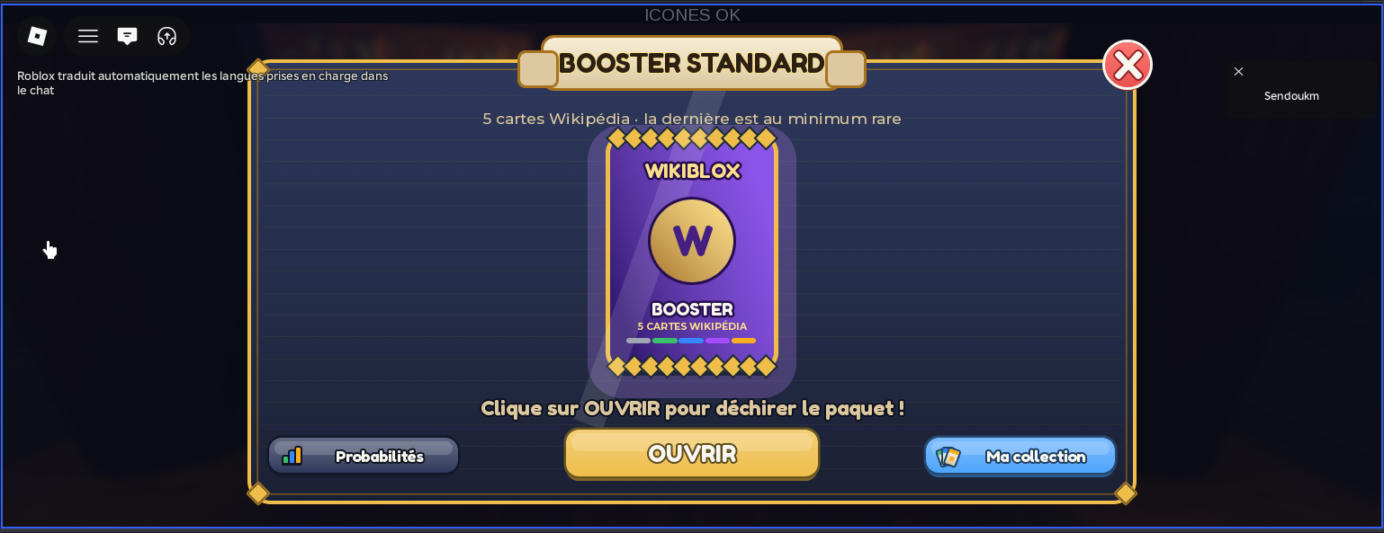 ICONES OK
BOOSTER STANDARD
Roblox traduit automatiquement les langues prises en charge dans
le chat
Sendoukm
5 cartes Wikipédia · la dernière est au minimum rare
WIKIBLOX
W
BOOSTER
5 CARTES WIKIPÉDIA
Clique sur OUVRIR pour déchirer le paquet !
Probabilités
OUVRIR
Ma collection